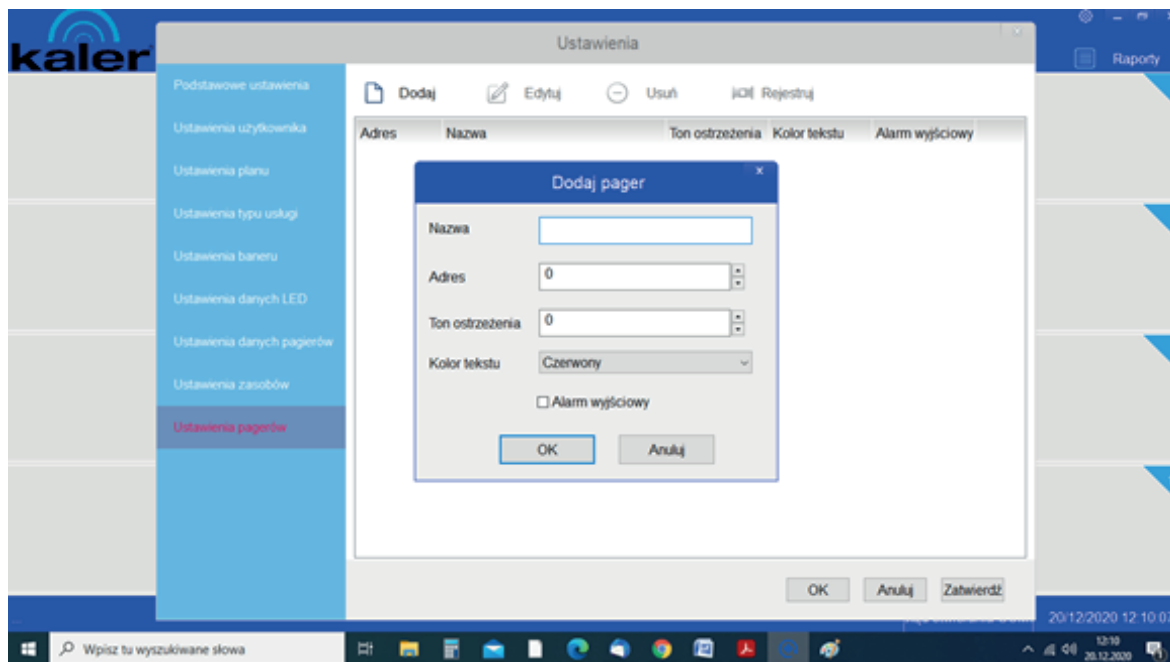 kaler
Ustawienia
Raporty
Podstawowe ustawienia
Ustawienia użytkownika
Ustawienia planu
Ustawienia typu usługi
Ustawienia baneru
Ustawienia danych LED
Ustawienia danych pagierów
Ustawienia zasobów
Ustawienia pagerów
Dodaj
Edytuj
Usuń
Rejestruj
Adres Nazwa Ton ostrzeżenia Kolor tekstu Alarm wyjściowy
Dodaj pager
Nazwa
Adres 0
Ton ostrzeżenia 0
Kolor tekstu Czerwony
Alarm wyjściowy
OK Anuluj
OK Anuluj Zatwierdź
20/12/2020 12:10:07
Wpisz tu wyszukiwane słowa
12:10
20.12.2020